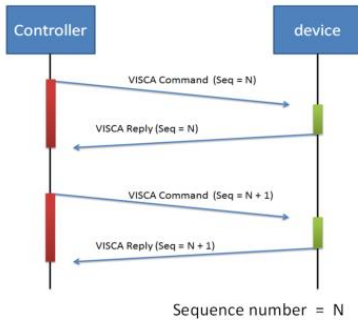 Controller
device
VISCA Command (Seq = N)
VISCA Reply (Seq = N)
VISCA Command (Seq = N + 1)
VISCA Reply (Seq = N + 1)
Sequence number = N